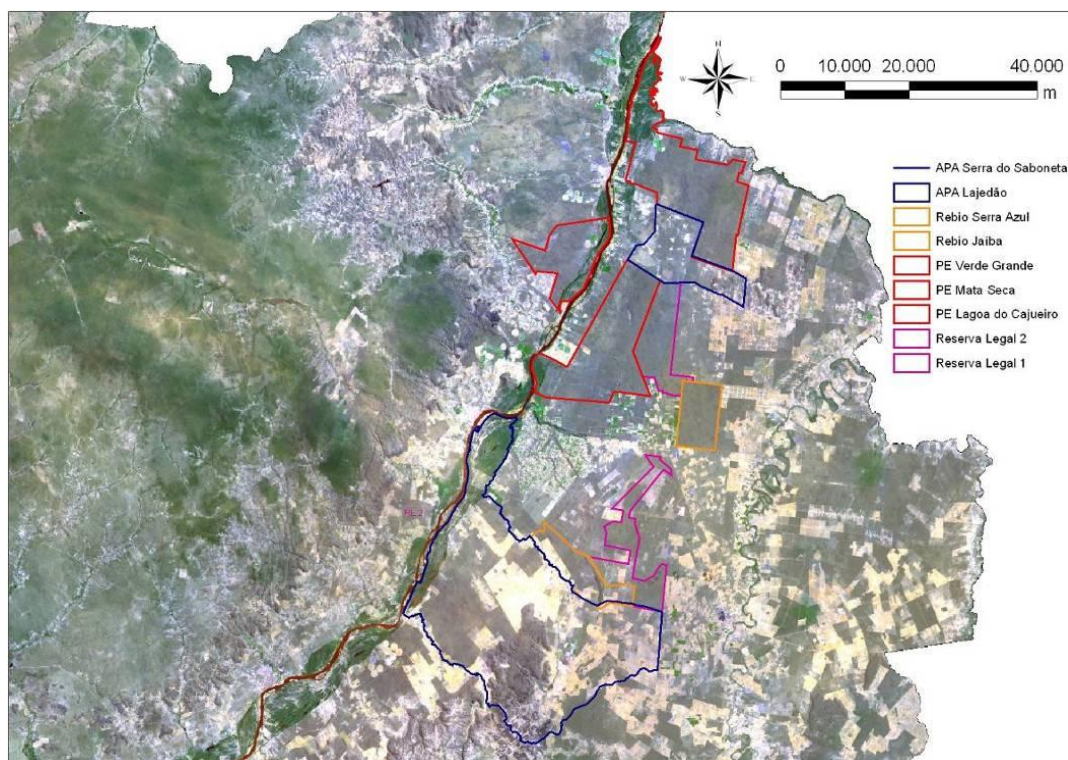 N
W E
S
0 10.000 20.000 40.000
m
APA Serra do Saboneta
APA Lajedão
Rebio Serra Azul
Rebio Jaiba
PE Verde Grande
PE Mata Seca
PE Lagoa do Cajueiro
Reserva Legal 2
Reserva Legal 1